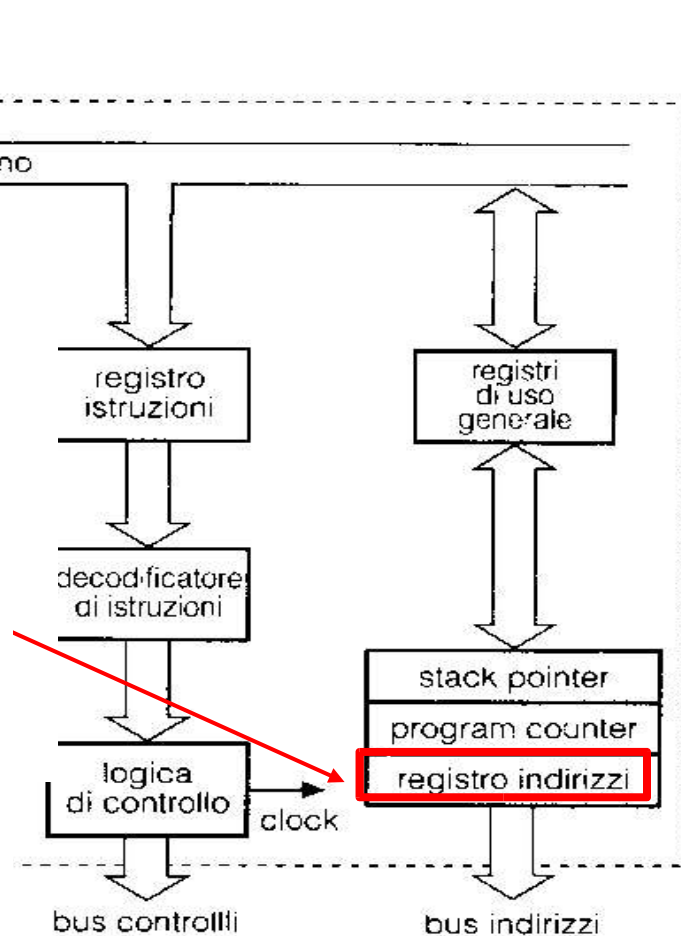 no
registro
istruzioni
registri
di uso
generale
decodificatore
di istruzioni
stack pointer
program counter
registro indirizzi
logica
di controllo
clock
bus controllli
bus indirizzi